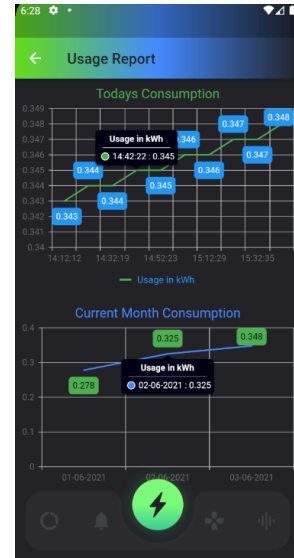 6:28
Usage Report
Todays Consumption
0.349
0.348
0.347
0.346
0.345
0.344
0.343
0.342
0.341
0.34
0.343
0.344
0.344
0.345
0.346
0.346
0.347
0.347
0.348
Usage in kWh
14:42:22 : 0.345
14:12:12 14:32:19 14:52:23 15:12:29 15:32:35
Usage in kWh
Current Month Consumption
0.4
0.3
0.2
0.1
0
0.278
0.325
0.348
Usage in kWh
02-06-2021 : 0.325
01-06-2021 02-06-2021 03-06-2021